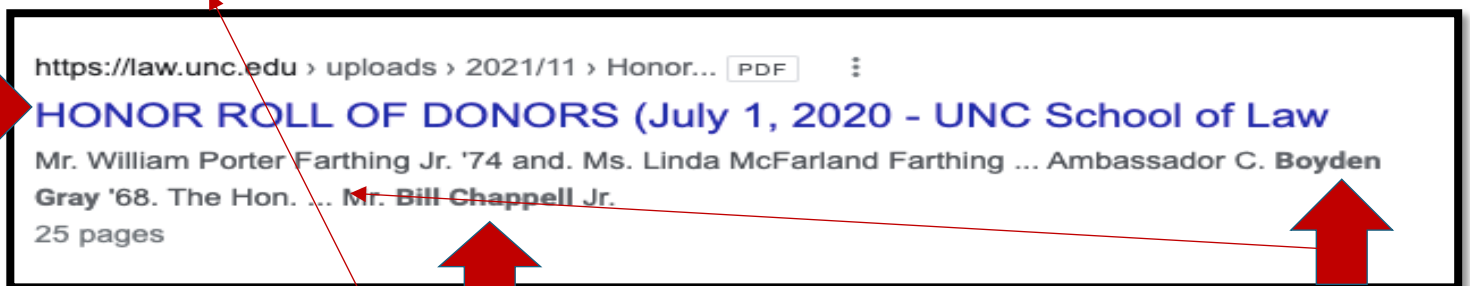 https://law.unc.edu › uploads › 2021/11 › Honor... PDF
HONOR ROLL OF DONORS (July 1, 2020 - UNC School of Law
Mr. William Porter Farthing Jr. '74 and. Ms. Linda McFarland Farthing ... Ambassador C. Boyden
Gray '68. The Hon. ... Mr. Bill Chappell Jr.
25 pages